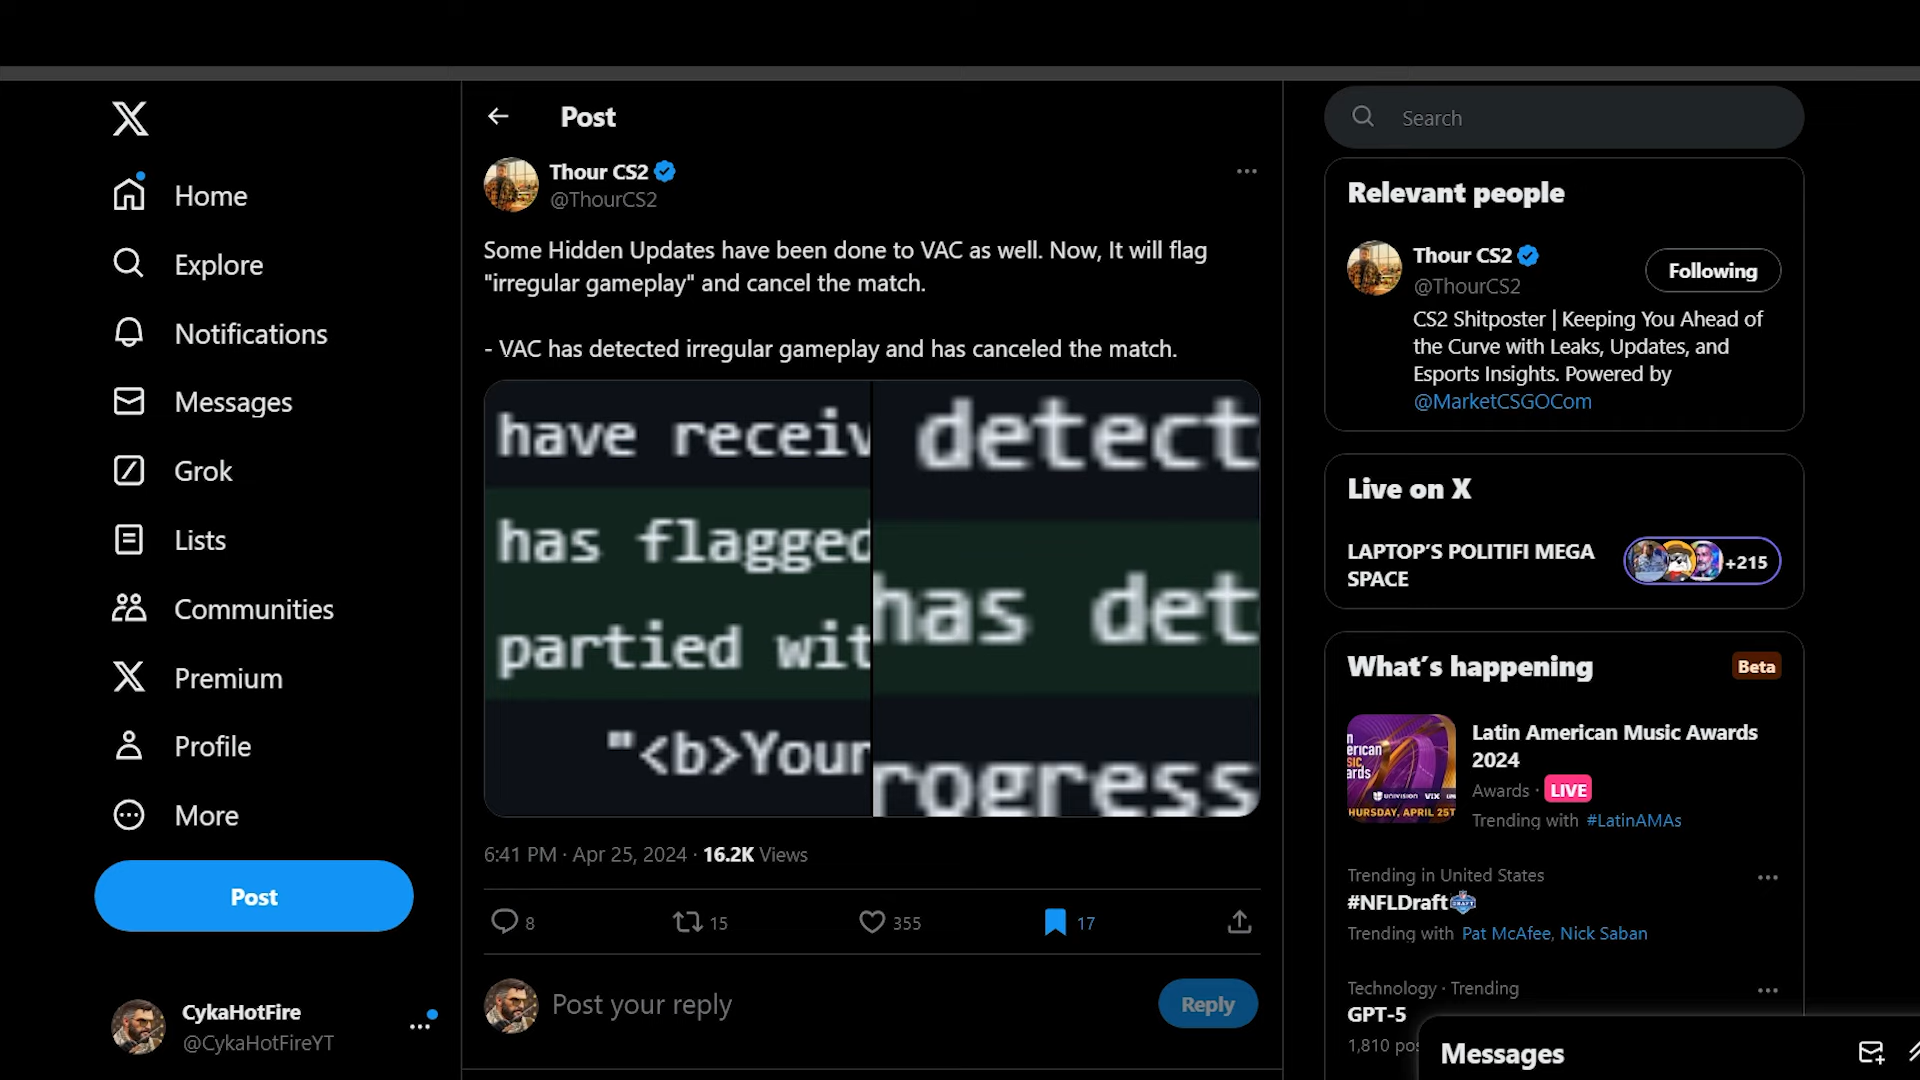 Home
Explore
Notifications
Messages
Grok
Lists
Communities
Premium
Profile
More
Post
CykaHotFire
@CykaHotFireYT
Post
Thour CS2
@ThourCS2
Some Hidden Updates have been done to VAC as well. Now, It will flag
"irregular gameplay" and cancel the match.
- VAC has detected irregular gameplay and has canceled the match.
have receiv
has flagged
partied wit
"<b>Your
detect
has det
rogress
6:41 PM · Apr 25, 2024 · 16.2K Views
8 15 355 17
Post your reply
Reply
Search
Relevant people
Thour CS2
@ThourCS2
Following
CS2 Shitposter | Keeping You Ahead of
the Curve with Leaks, Updates, and
Esports Insights. Powered by
@MarketCSGOCom
Live on X
LAPTOP'S POLITIFI MEGA
SPACE
+215
What's happening
Beta
Latin American Music Awards
2024
Awards · LIVE
Trending with #LatinAMAs
UNIVISION VIX
HURSDAY, APRIL 25T
Trending in United States
#NFLDraft
Trending with Pat McAfee, Nick Saban
Technology · Trending
GPT-5
1,810 pos
Messages